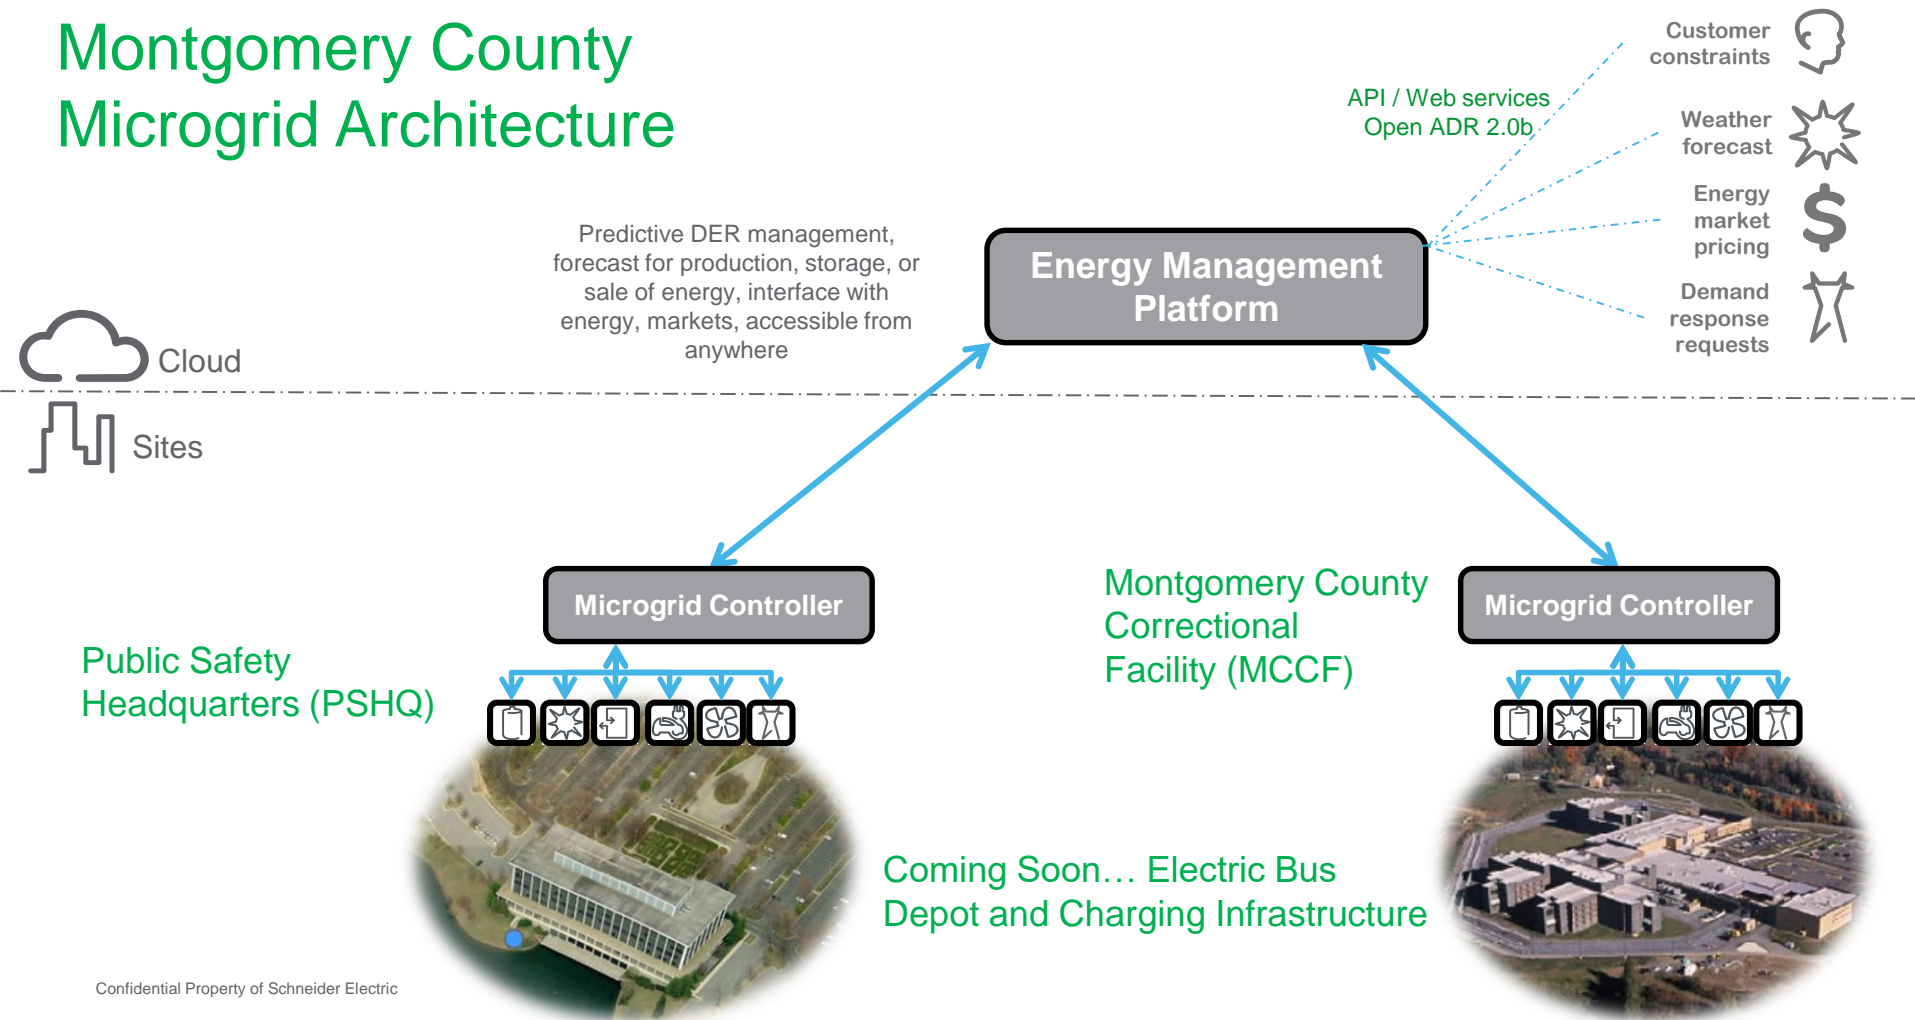 Montgomery County
Microgrid Architecture
Customer
constraints
API / Web services
Open ADR 2.0b
Weather
forecast
Energy
market
pricing
Demand
response
requests
Predictive DER management,
forecast for production, storage, or
sale of energy, interface with
energy, markets, accessible from
anywhere
Energy Management
Platform
Cloud
Sites
Microgrid Controller
Public Safety
Headquarters (PSHQ)
Montgomery County
Correctional
Facility (MCCF)
Microgrid Controller
Coming Soon… Electric Bus
Depot and Charging Infrastructure
Confidential Property of Schneider Electric